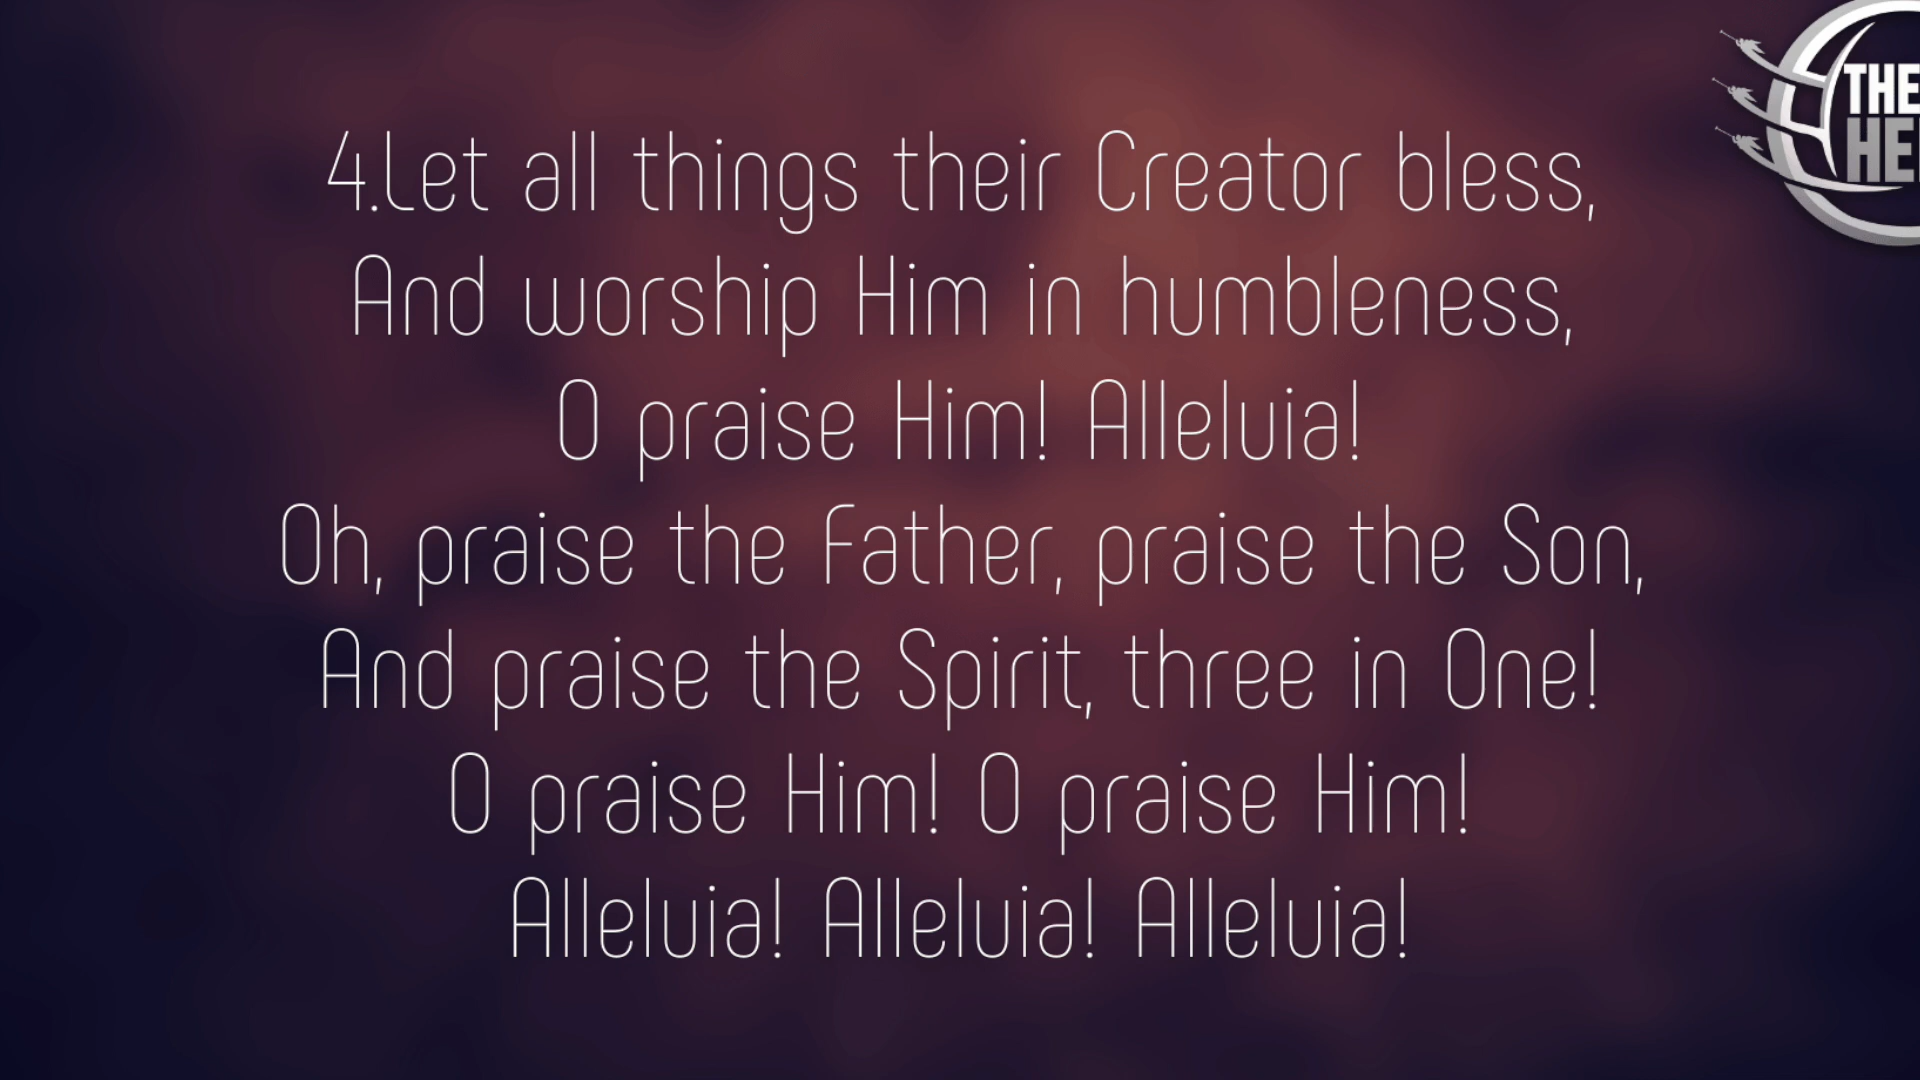 4.Let all things their Creator bless,
And worship Him in humbleness,
O praise Him! Alleluia!
Oh, praise the Father, praise the Son,
And praise the Spirit, three in One!
O praise Him! O praise Him!
Alleluia! Alleluia! Alleluia!
THE